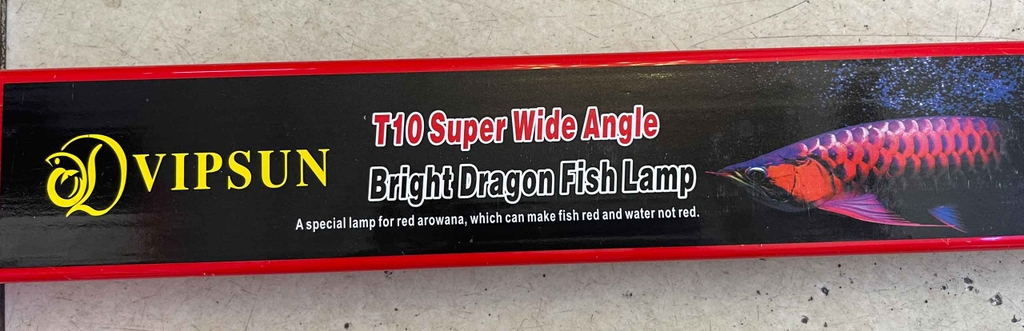 VIPSUN
T10 Super Wide Angle
Bright Dragon Fish Lamp
A special lamp for red arowana, which can make fish red and water not red.